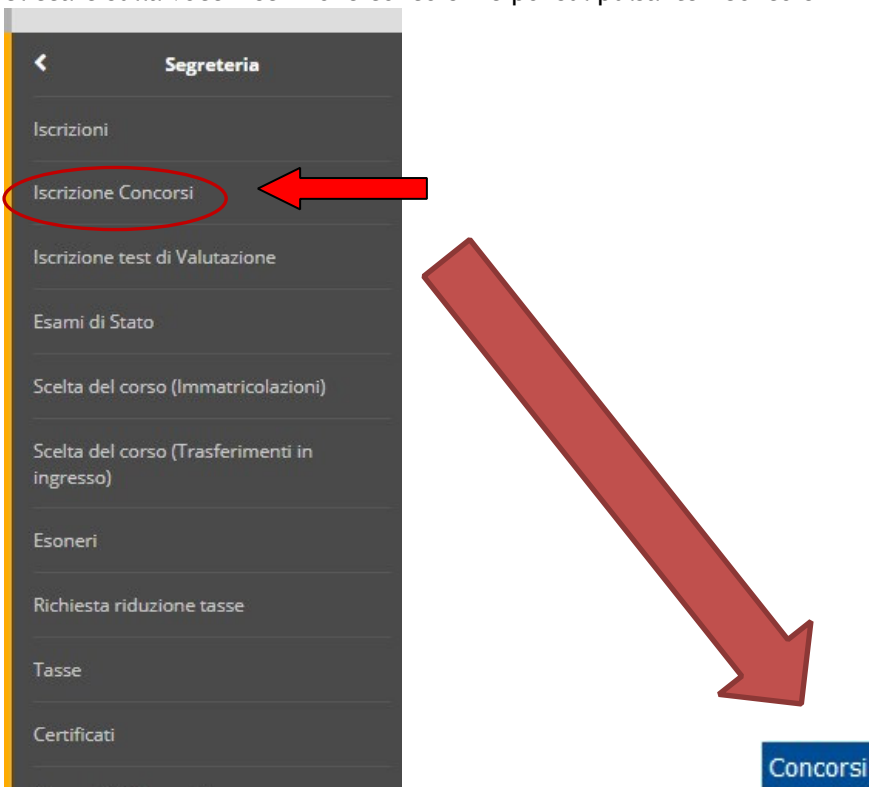 Segreteria
Iscrizioni
Iscrizione Concorsi
Iscrizione test di Valutazione
Esami di Stato
Scelta del corso (Immatricolazioni)
Scelta del corso (Trasferimenti in
ingresso)
Esoneri
Richiesta riduzione tasse
Tasse
Certificati
Concorsi